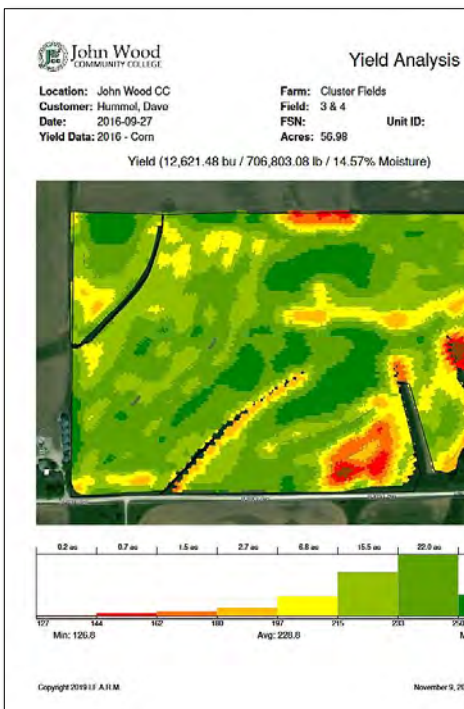 John Wood
COMMUNITY COLLEGE
Yield Analysis
Location: John Wood CC
Customer: Hummel, Dave
Date: 2016-09-27
Yield Data: 2016 - Corn
Farm: Cluster Fields
Field: 3 & 4
FSN:
Unit ID:
Acres: 56.98
Yield (12,621.48 bu / 706,803.08 lb / 14.57% Moisture)
0.2 ac 0.7 ac 1.5 ac 2.7 ac 6.8 ac 15.5 ac 22.0 ac
127 144 162 180 197 215 233 250
Min: 126.8 Avg: 228.8 M
Copyright 2019 I.F.A.R.M.
November 9, 20